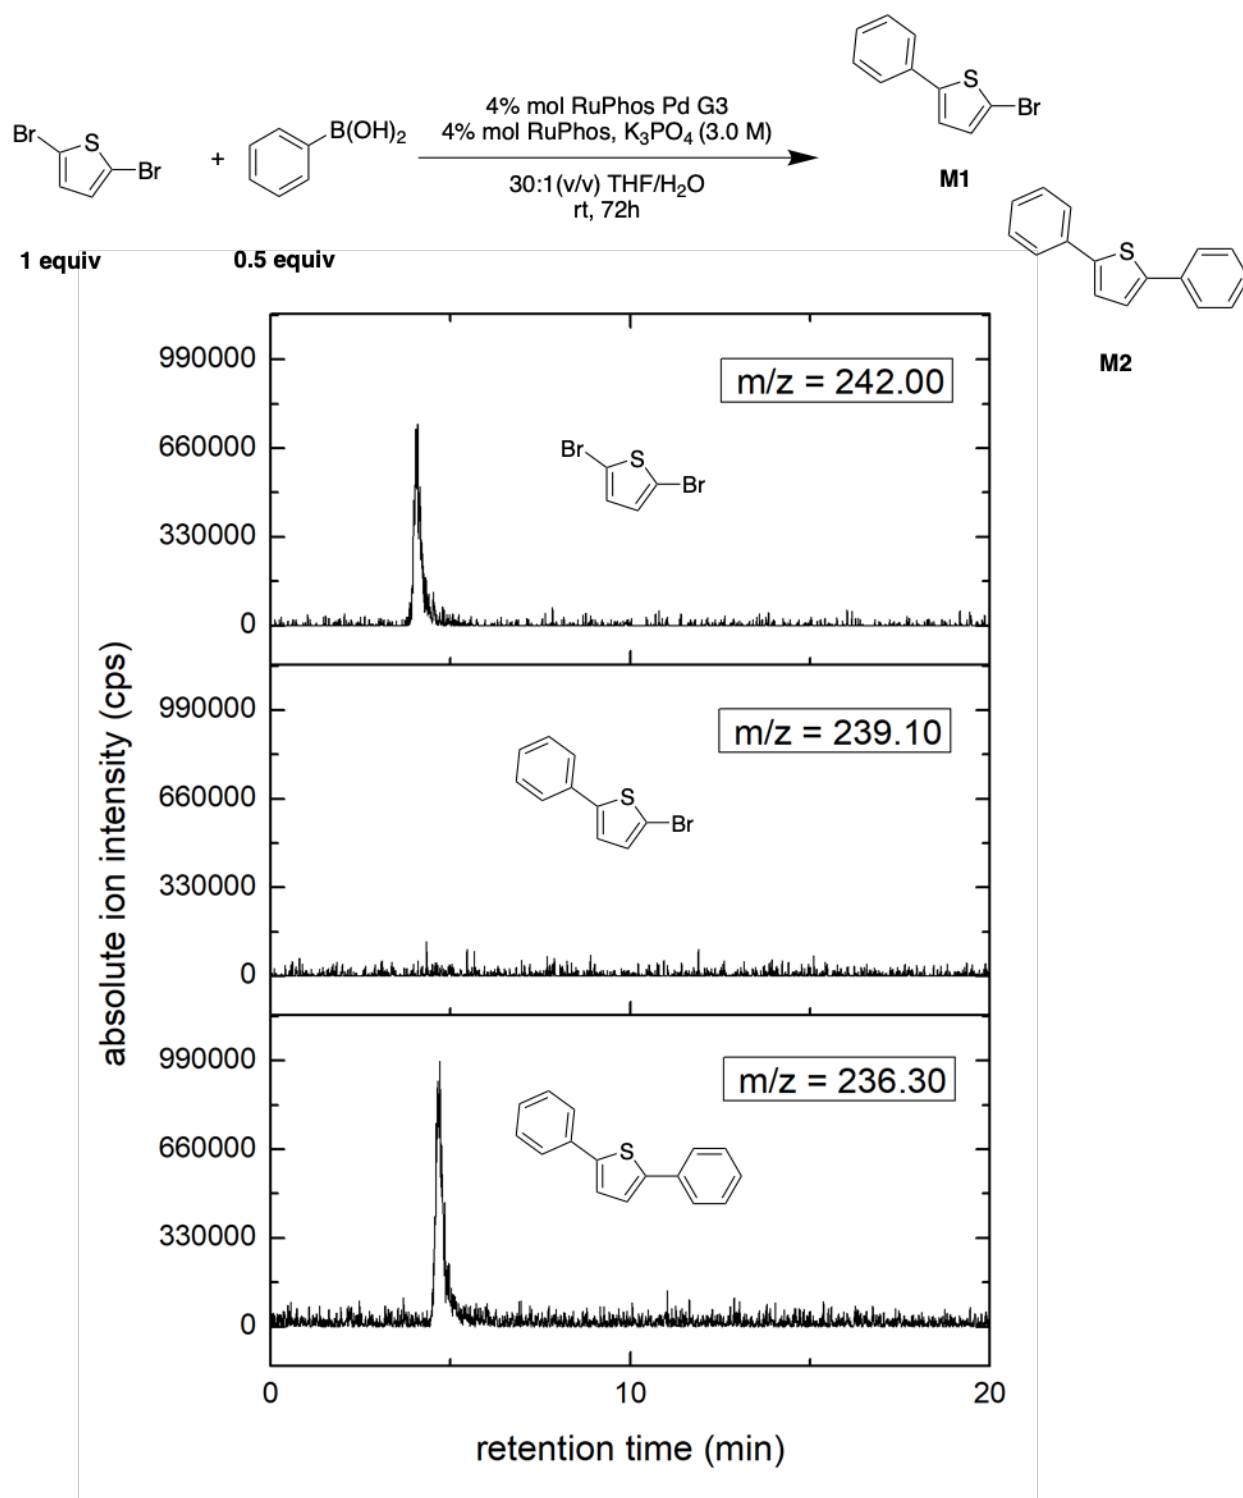 Br
S
Br
+
B(OH)2
4% mol RuPhos Pd G3
4% mol RuPhos, K3PO4 (3.0 M)
30:1(v/v) THF/H2O
rt, 72h
S
Br
M1
1 equiv
0.5 equiv
S
M2
990000
660000
330000
0
m/z = 242.00
Br
S
Br
990000
660000
330000
0
m/z = 239.10
S
Br
990000
660000
330000
0
m/z = 236.30
S
absolute ion intensity (cps)
0
10
20
retention time (min)